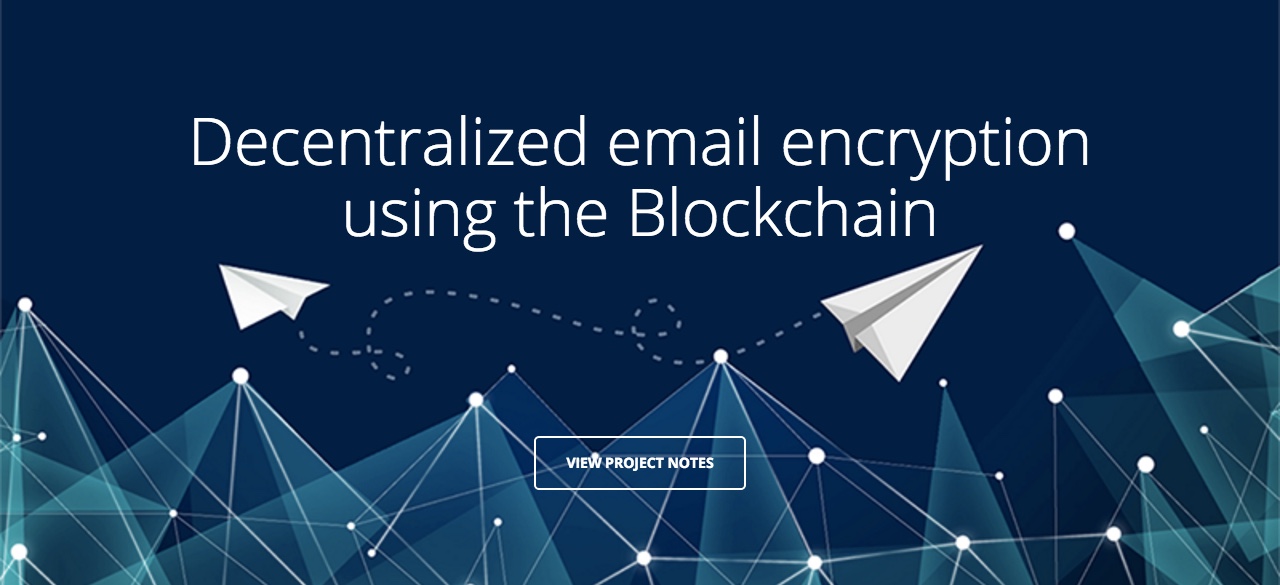 Decentralized email encryption
using the Blockchain
VIEW PROJECT NOTES